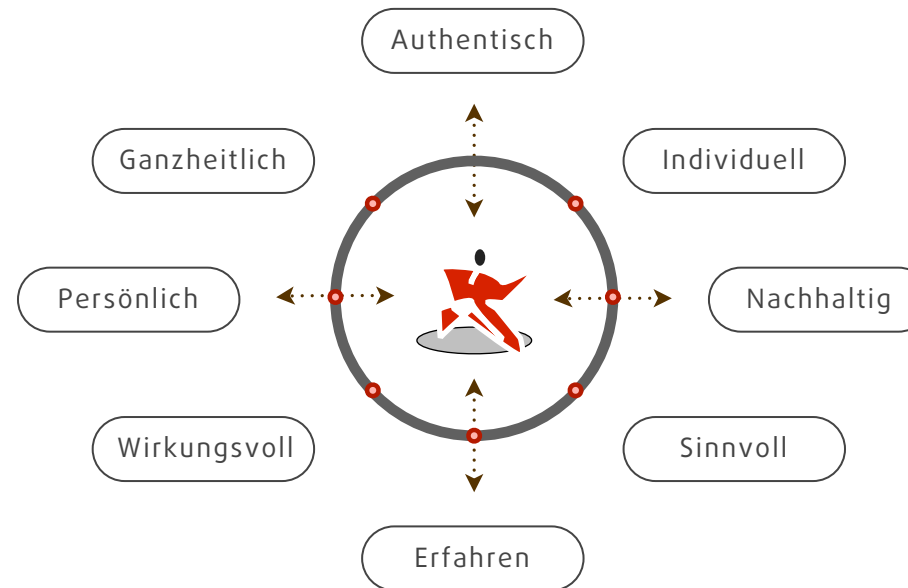 Authentisch
Ganzheitlich
Individuell
Persönlich
Nachhaltig
Wirkungsvoll
Sinnvoll
Erfahren